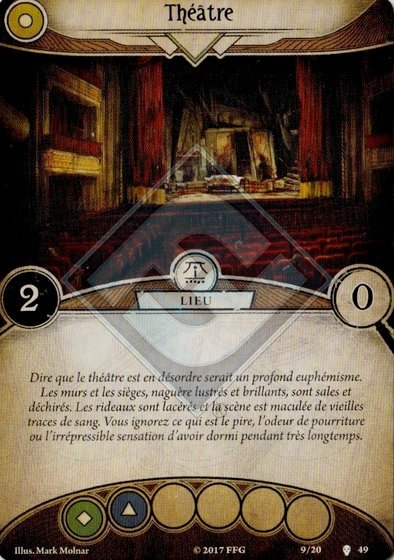 Théâtre
2
LIEU
0
Dire que le théâtre est en désordre serait un profond euphémisme.
Les murs et les sièges, naguère lustrés et brillants, sont sales et
déchirés. Les rideaux sont lacérés et la scène est maculée de vieilles
traces de sang. Vous ignorez ce qui est le pire, l'odeur de pourriture
ou l'irrépressible sensation d'avoir dormi pendant très longtemps.
Illus. Mark Molnar
© 2017 FFG
9/20
49